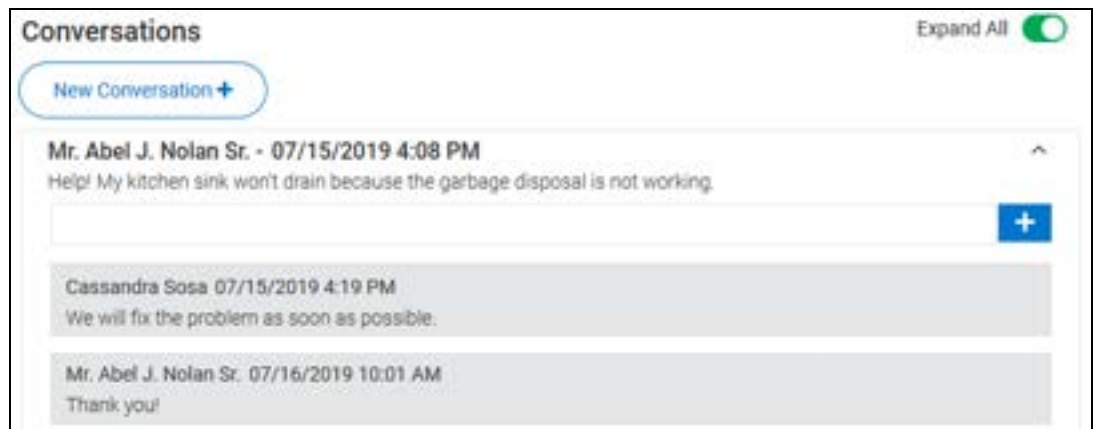 Conversations
Expand All
New Conversation +
Mr. Abel J. Nolan Sr. - 07/15/2019 4:08 PM
Help! My kitchen sink won't drain because the garbage disposal is not working.
+
Cassandra Sosa 07/15/2019 4:19 PM
We will fix the problem as soon as possible.
Mr. Abel J. Nolan Sr. 07/16/2019 10:01 AM
Thank you!